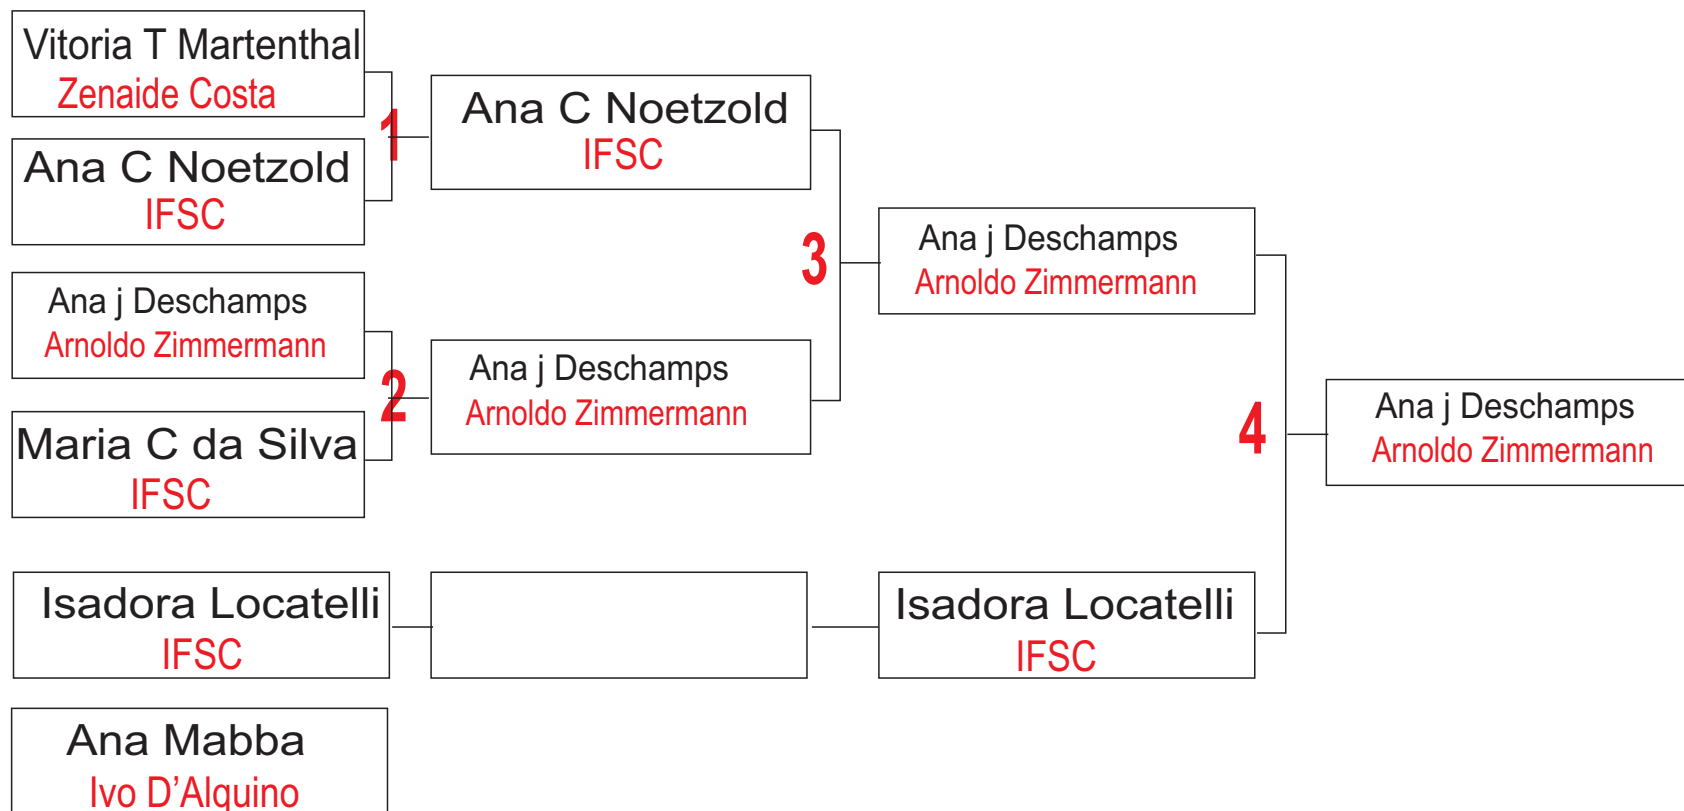 Vitoria T Martenthal
Zenaide Costa
Ana C Noetzold
IFSC
1
Ana C Noetzold
IFSC
Ana j Deschamps
Arnoldo Zimmermann
Maria C da Silva
IFSC
2
Ana j Deschamps
Arnoldo Zimmermann
3
Ana j Deschamps
Arnoldo Zimmermann
Isadora Locatelli
IFSC
Isadora Locatelli
IFSC
4
Ana j Deschamps
Arnoldo Zimmermann
Ana Mabba
Ivo D’Alquino